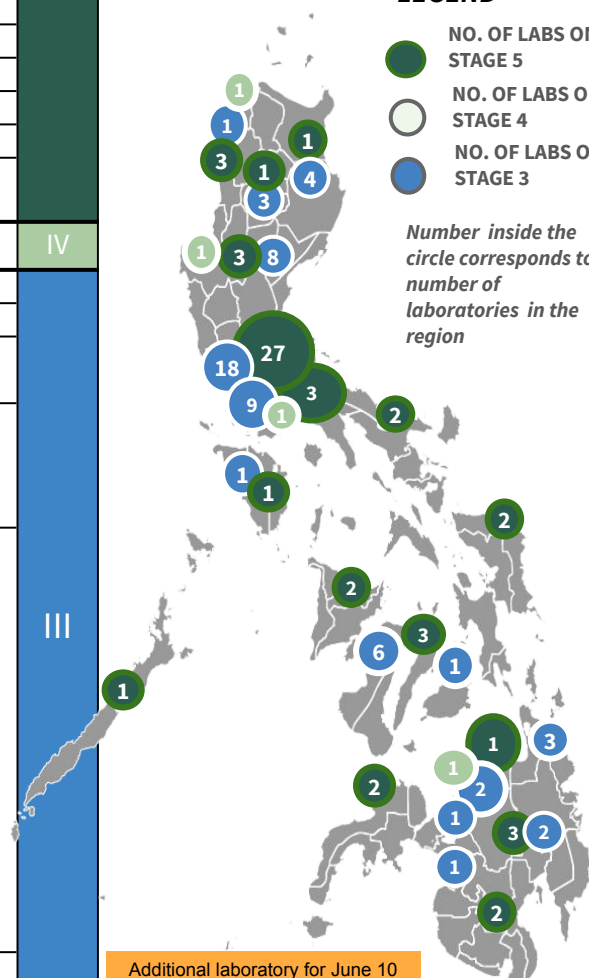 LEGEND
NO. OF LABS ON
STAGE 5
NO. OF LABS O
STAGE 4
NO. OF LABS O
STAGE 3
Number inside the
circle corresponds to
number of
laboratories in the
region
IV
III
1
1
1
3
1
4
3
1
3
8
27
18
3
9
1
2
1
1
2
2
3
6
1
1
1
3
1
2
2
1
3
2
1
2
Additional laboratory for June 10